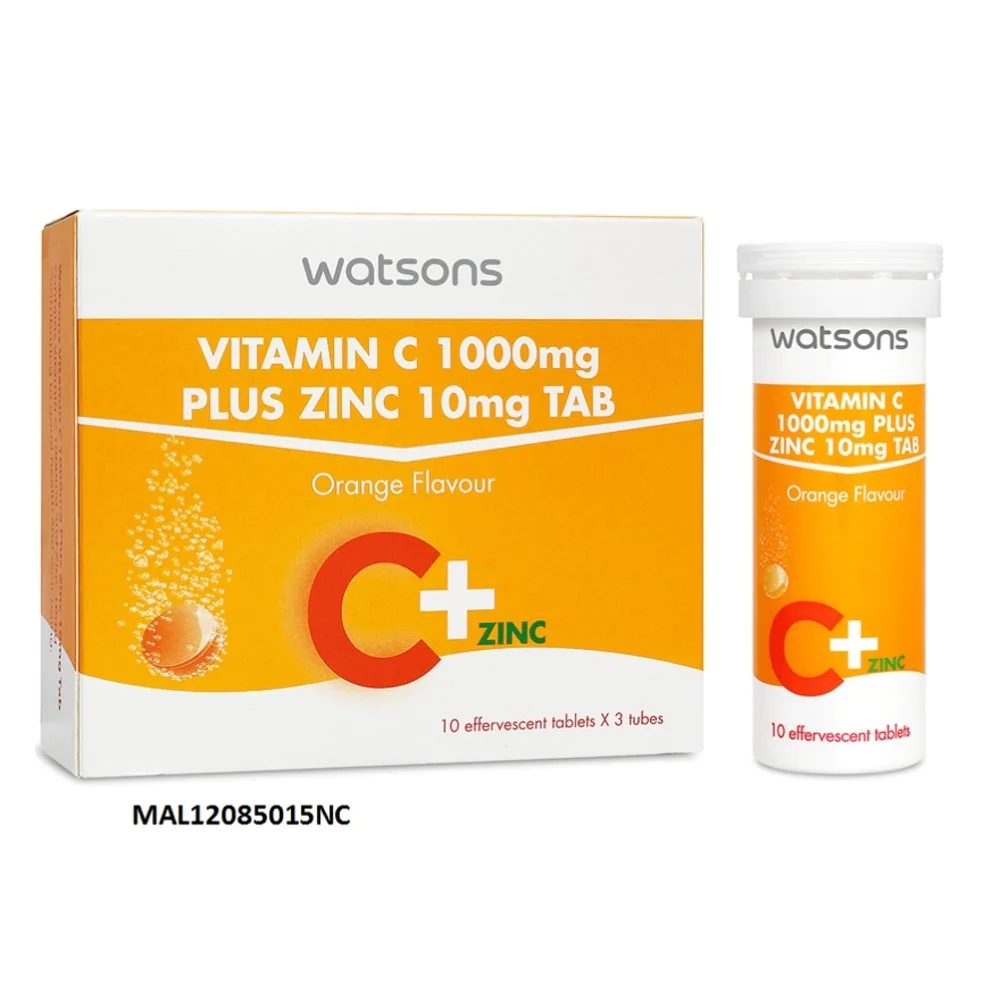 watsons
VITAMIN C 1000mg
PLUS ZINC 10mg TAB
Orange Flavour
C+
ZINC
10 effervescent tablets X 3 tubes
watsons
VITAMIN C
1000mg PLUS
ZINC 10mg TAB
Orange Flavour
C+
ZINC
10 effervescent tablets
MAL12085015NC